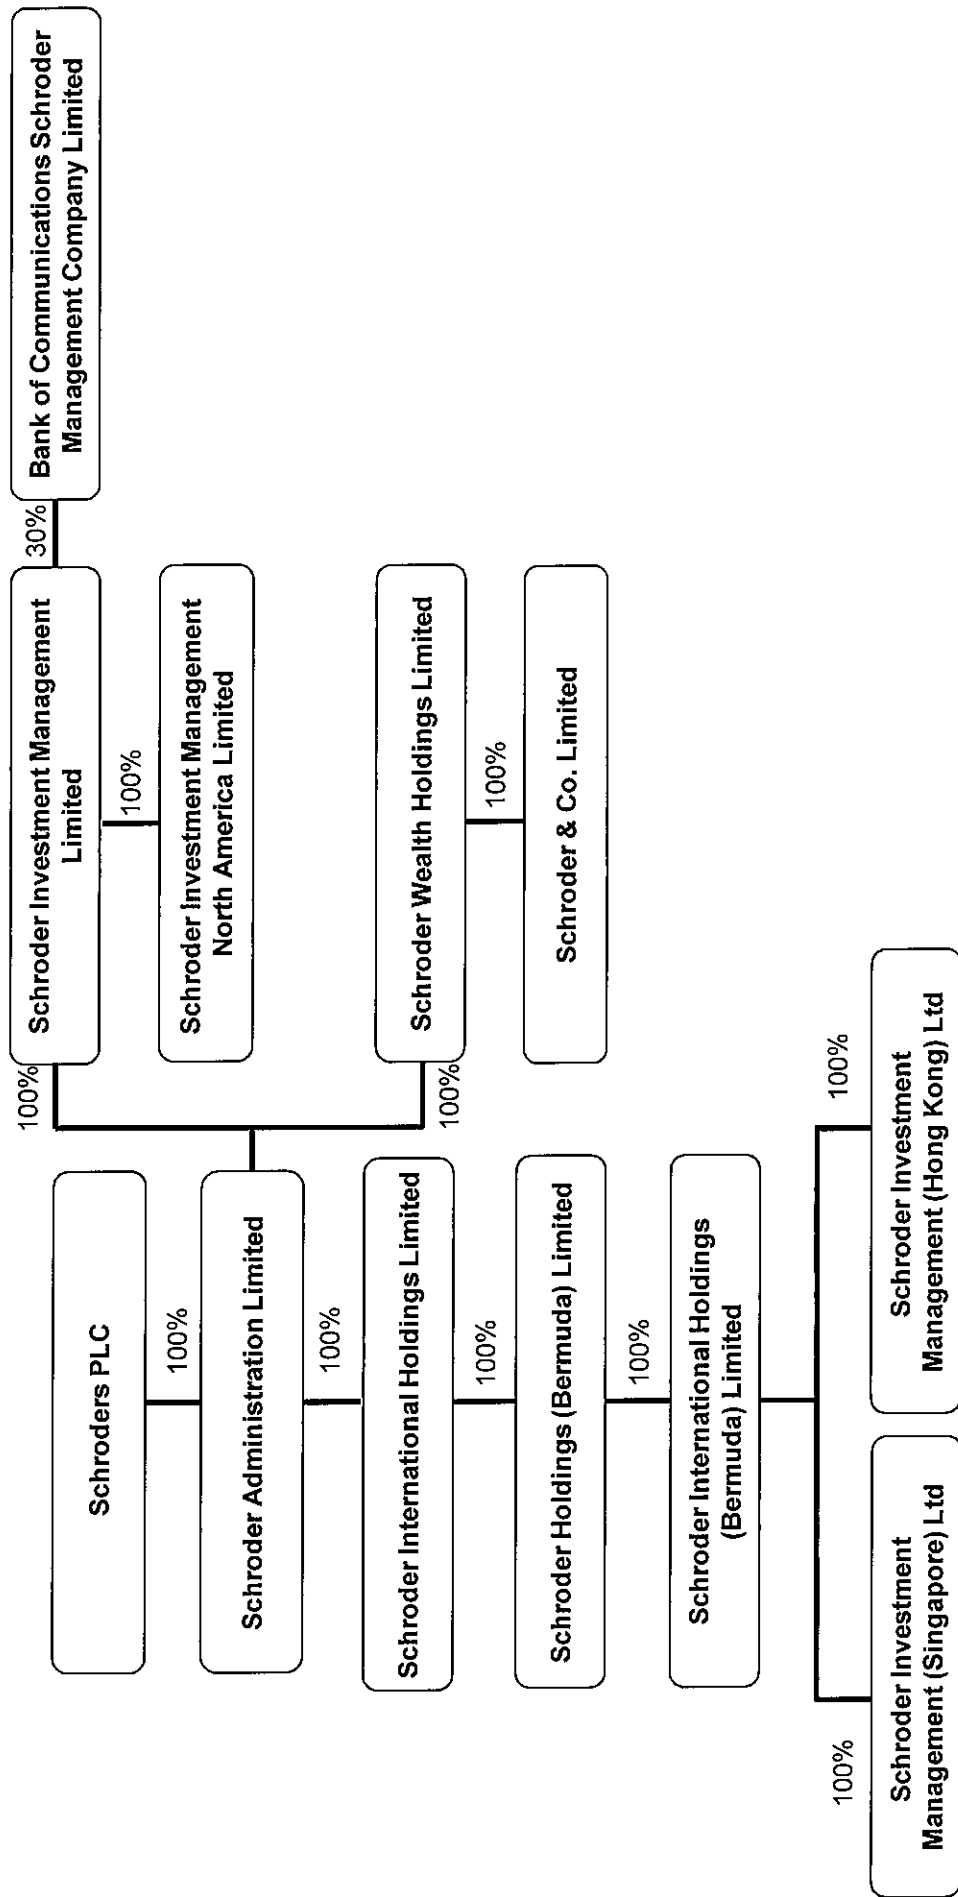 Schroders PLC
100%
Schroder Administration Limited
100%
Schroder Investment Management
Limited
30%
Bank of Communications Schroder
Management Company Limited
100%
Schroder Investment Management
North America Limited
100%
Schroder Wealth Holdings Limited
100%
Schroder & Co. Limited
100%
Schroder International Holdings Limited
100%
Schroder Holdings (Bermuda) Limited
100%
Schroder International Holdings
(Bermuda) Limited
100%
Schroder Investment
Management (Singapore) Ltd
100%
Schroder Investment
Management (Hong Kong) Ltd